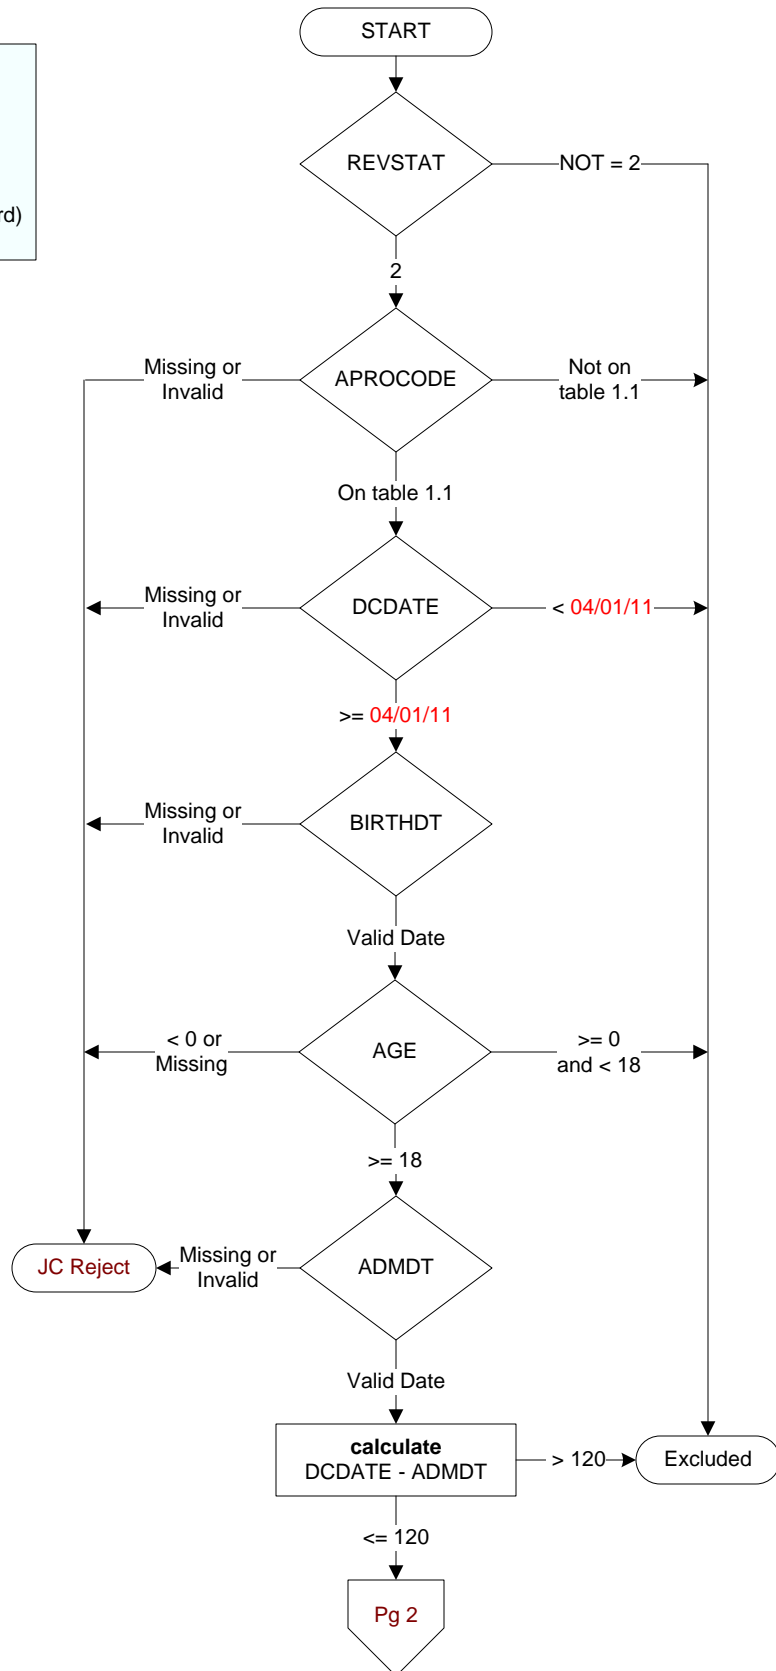 START
rd)
REVSTAT
NOT = 2
2
Missing or
Invalid
APROCODE
Not on
table 1.1
On table 1.1
Missing or
Invalid
DCDATE
< 04/01/11
>= 04/01/11
Missing or
Invalid
BIRTHDT
Valid Date
< 0 or
Missing
AGE
>= 0
and < 18
>= 18
JC Reject
Missing or
Invalid
ADMDT
Valid Date
calculate
DCDATE - ADMDT
> 120
Excluded
<= 120
Pg 2